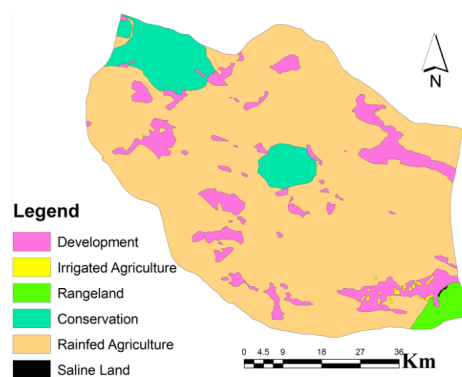 N
Legend
Development
Irrigated Agriculture
Rangeland
Conservation
Rainfed Agriculture
Saline Land
0 4.5 9 18 27 36 Km